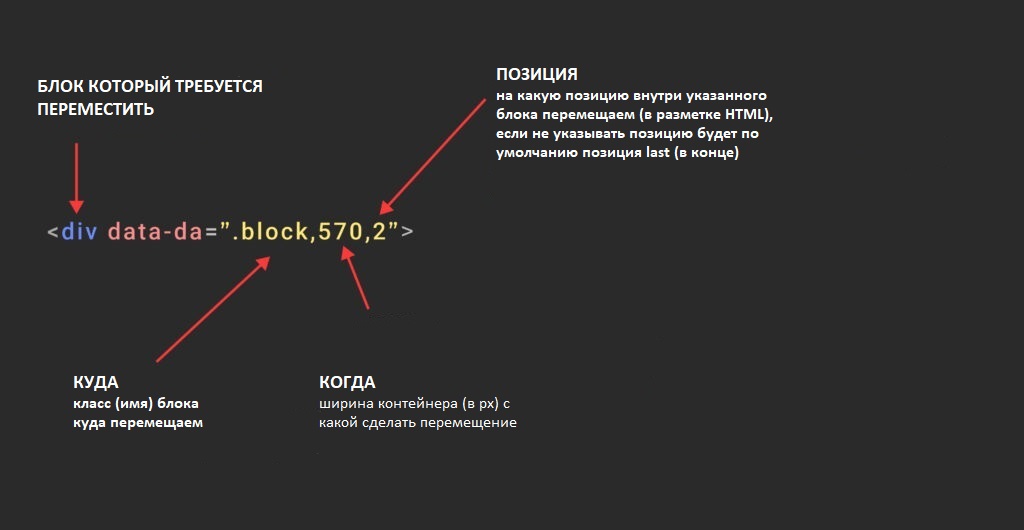 БЛОК КОТОРЫЙ ТРЕБУЕТСЯ
ПЕРЕМЕСТИТЬ
ПОЗИЦИЯ
на какую позицию внутри указанного
блока перемещаем (в разметке HTML),
если не указывать позицию будет по
умолчанию позиция last (в конце)
<div data-da=”.block,570,2”>
КУДА
класс (имя) блока
куда перемещаем
КОГДА
ширина контейнера (в px) с
какой сделать перемещение